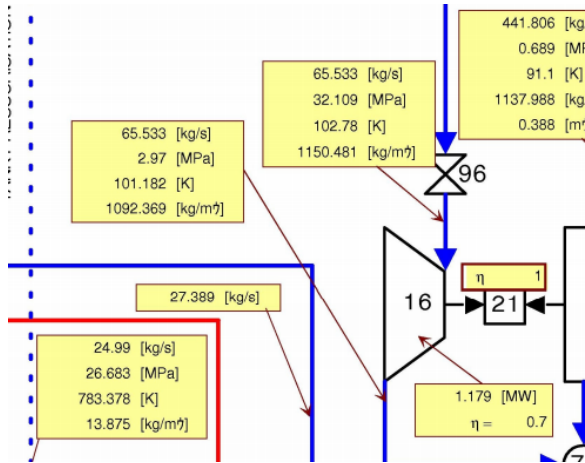 441.806 [kg
0.689 [MP
91.1 [K]
1137.988 [kg
0.388 [m
65.533 [kg/s]
32.109 [MPa]
102.78 [K]
1150.481 [kg/m³]
96
65.533 [kg/s]
2.97 [MPa]
101.182 [K]
1092.369 [kg/m³]
η 1
16
21
27.389 [kg/s]
24.99 [kg/s]
26.683 [MPa]
783.378 [K]
13.875 [kg/m³]
1.179 [MW]
η = 0.7
7